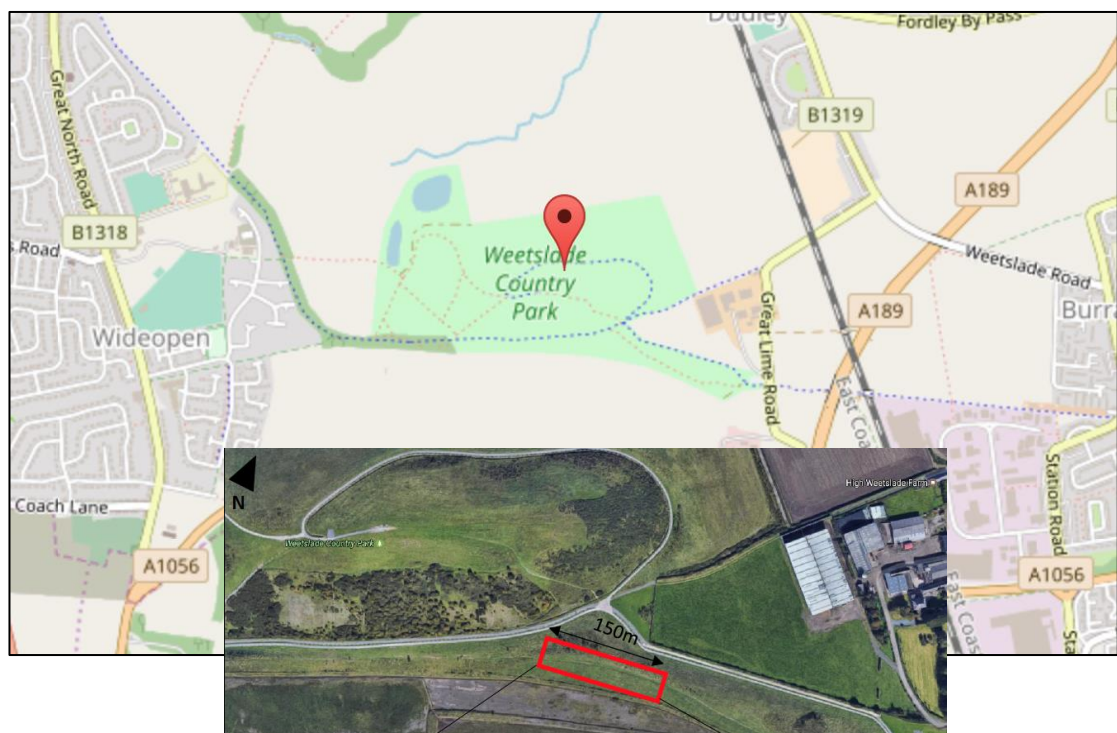 Dudley
Fordley By Pass
Great North Road
B1319
A189
B1318
s Road
Weetslade
Country
Park
Weetslade Road
A189
Burra
Wideopen
Great Lime Road
East Coas
Station Road
Coach Lane
N
High Weetslade Farm
Weetslade Country Park
A1056
A1056
150m
East Coast
Sta